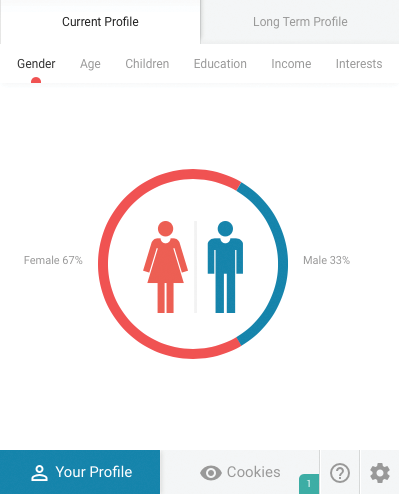 Current Profile
Long Term Profile
Gender
Age
Children
Education
Income
Interests
Female 67%
Male 33%
Your Profile
Cookies
1
?